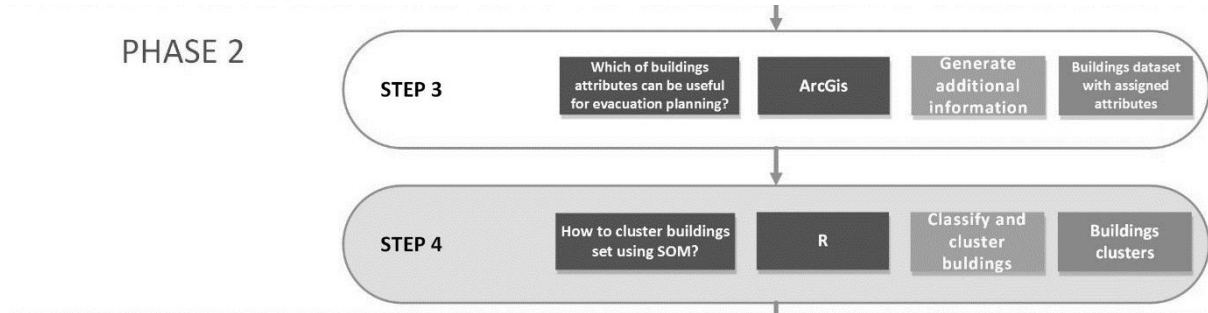 PHASE 2
STEP 3
Which of buildings
attributes can be useful
for evacuation planning?
ArcGis
Generate
additional
information
Buildings dataset
with assigned
attributes
STEP 4
How to cluster buildings
set using SOM?
R
Classify and
cluster
buldings
Buildings
clusters